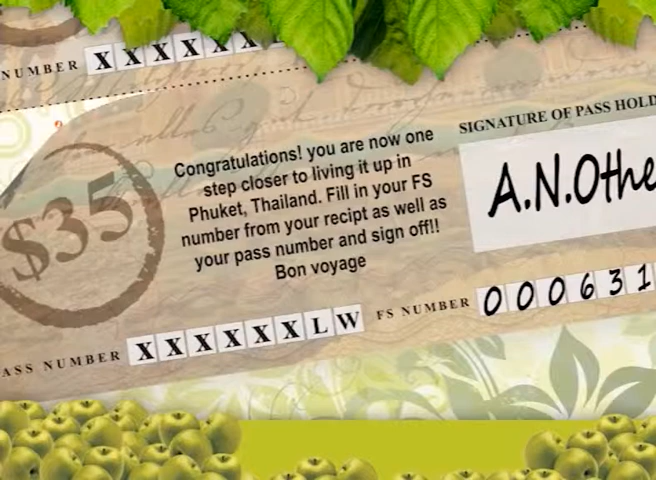 NUMBER XXXXXX
$35
Congratulations! you are now one
step closer to living it up in
Phuket, Thailand. Fill in your FS
number from your recipt as well as
your pass number and sign off!!
Bon voyage
SIGNATURE OF PASS HOLD
A.N.Othe
ASS NUMBER XXXXXXLW
FS NUMBER 000631